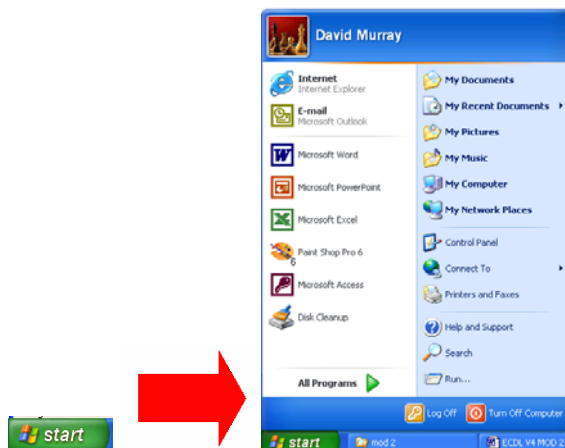 David Murray
Internet
Internet Explorer
E-mail
Microsoft Outlook
Microsoft Word
Microsoft PowerPoint
Microsoft Excel
Paint Shop Pro 6
6
Microsoft Access
Disk Cleanup
All Programs
My Documents
My Recent Documents
My Pictures
My Music
My Computer
My Network Places
Control Panel
Connect To
Printers and Faxes
Help and Support
Search
Run...
Log Off
Turn Off Computer
start
start
mod 2
ECDL V4 MOD 2